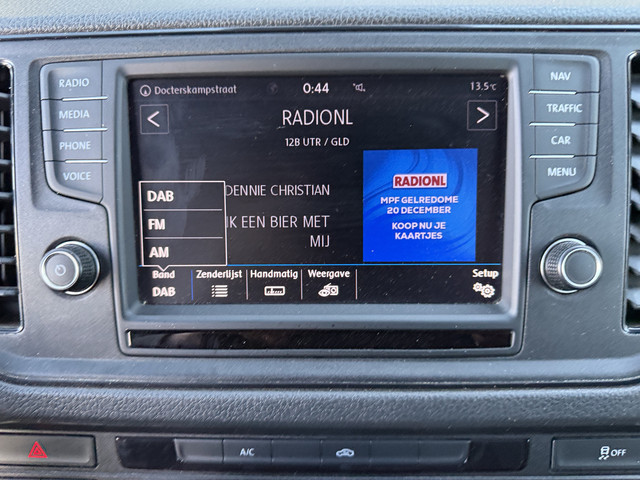 RADIO
MEDIA
PHONE
VOICE
NAV
TRAFFIC
CAR
MENU
Docterskampstraat
0:44
13.5°C
<
RADIONL
>
12B UTR / GLD
DENNIE CHRISTIAN
IK EEN BIER MET
MIJ
RADIONL
MPF GELREDOME
20 DECEMBER
KOOP NU JE
KAARTJES
DAB
FM
AM
Band
DAB
Zenderlijst
Handmatig
Weergave
Setup
A/C
OFF